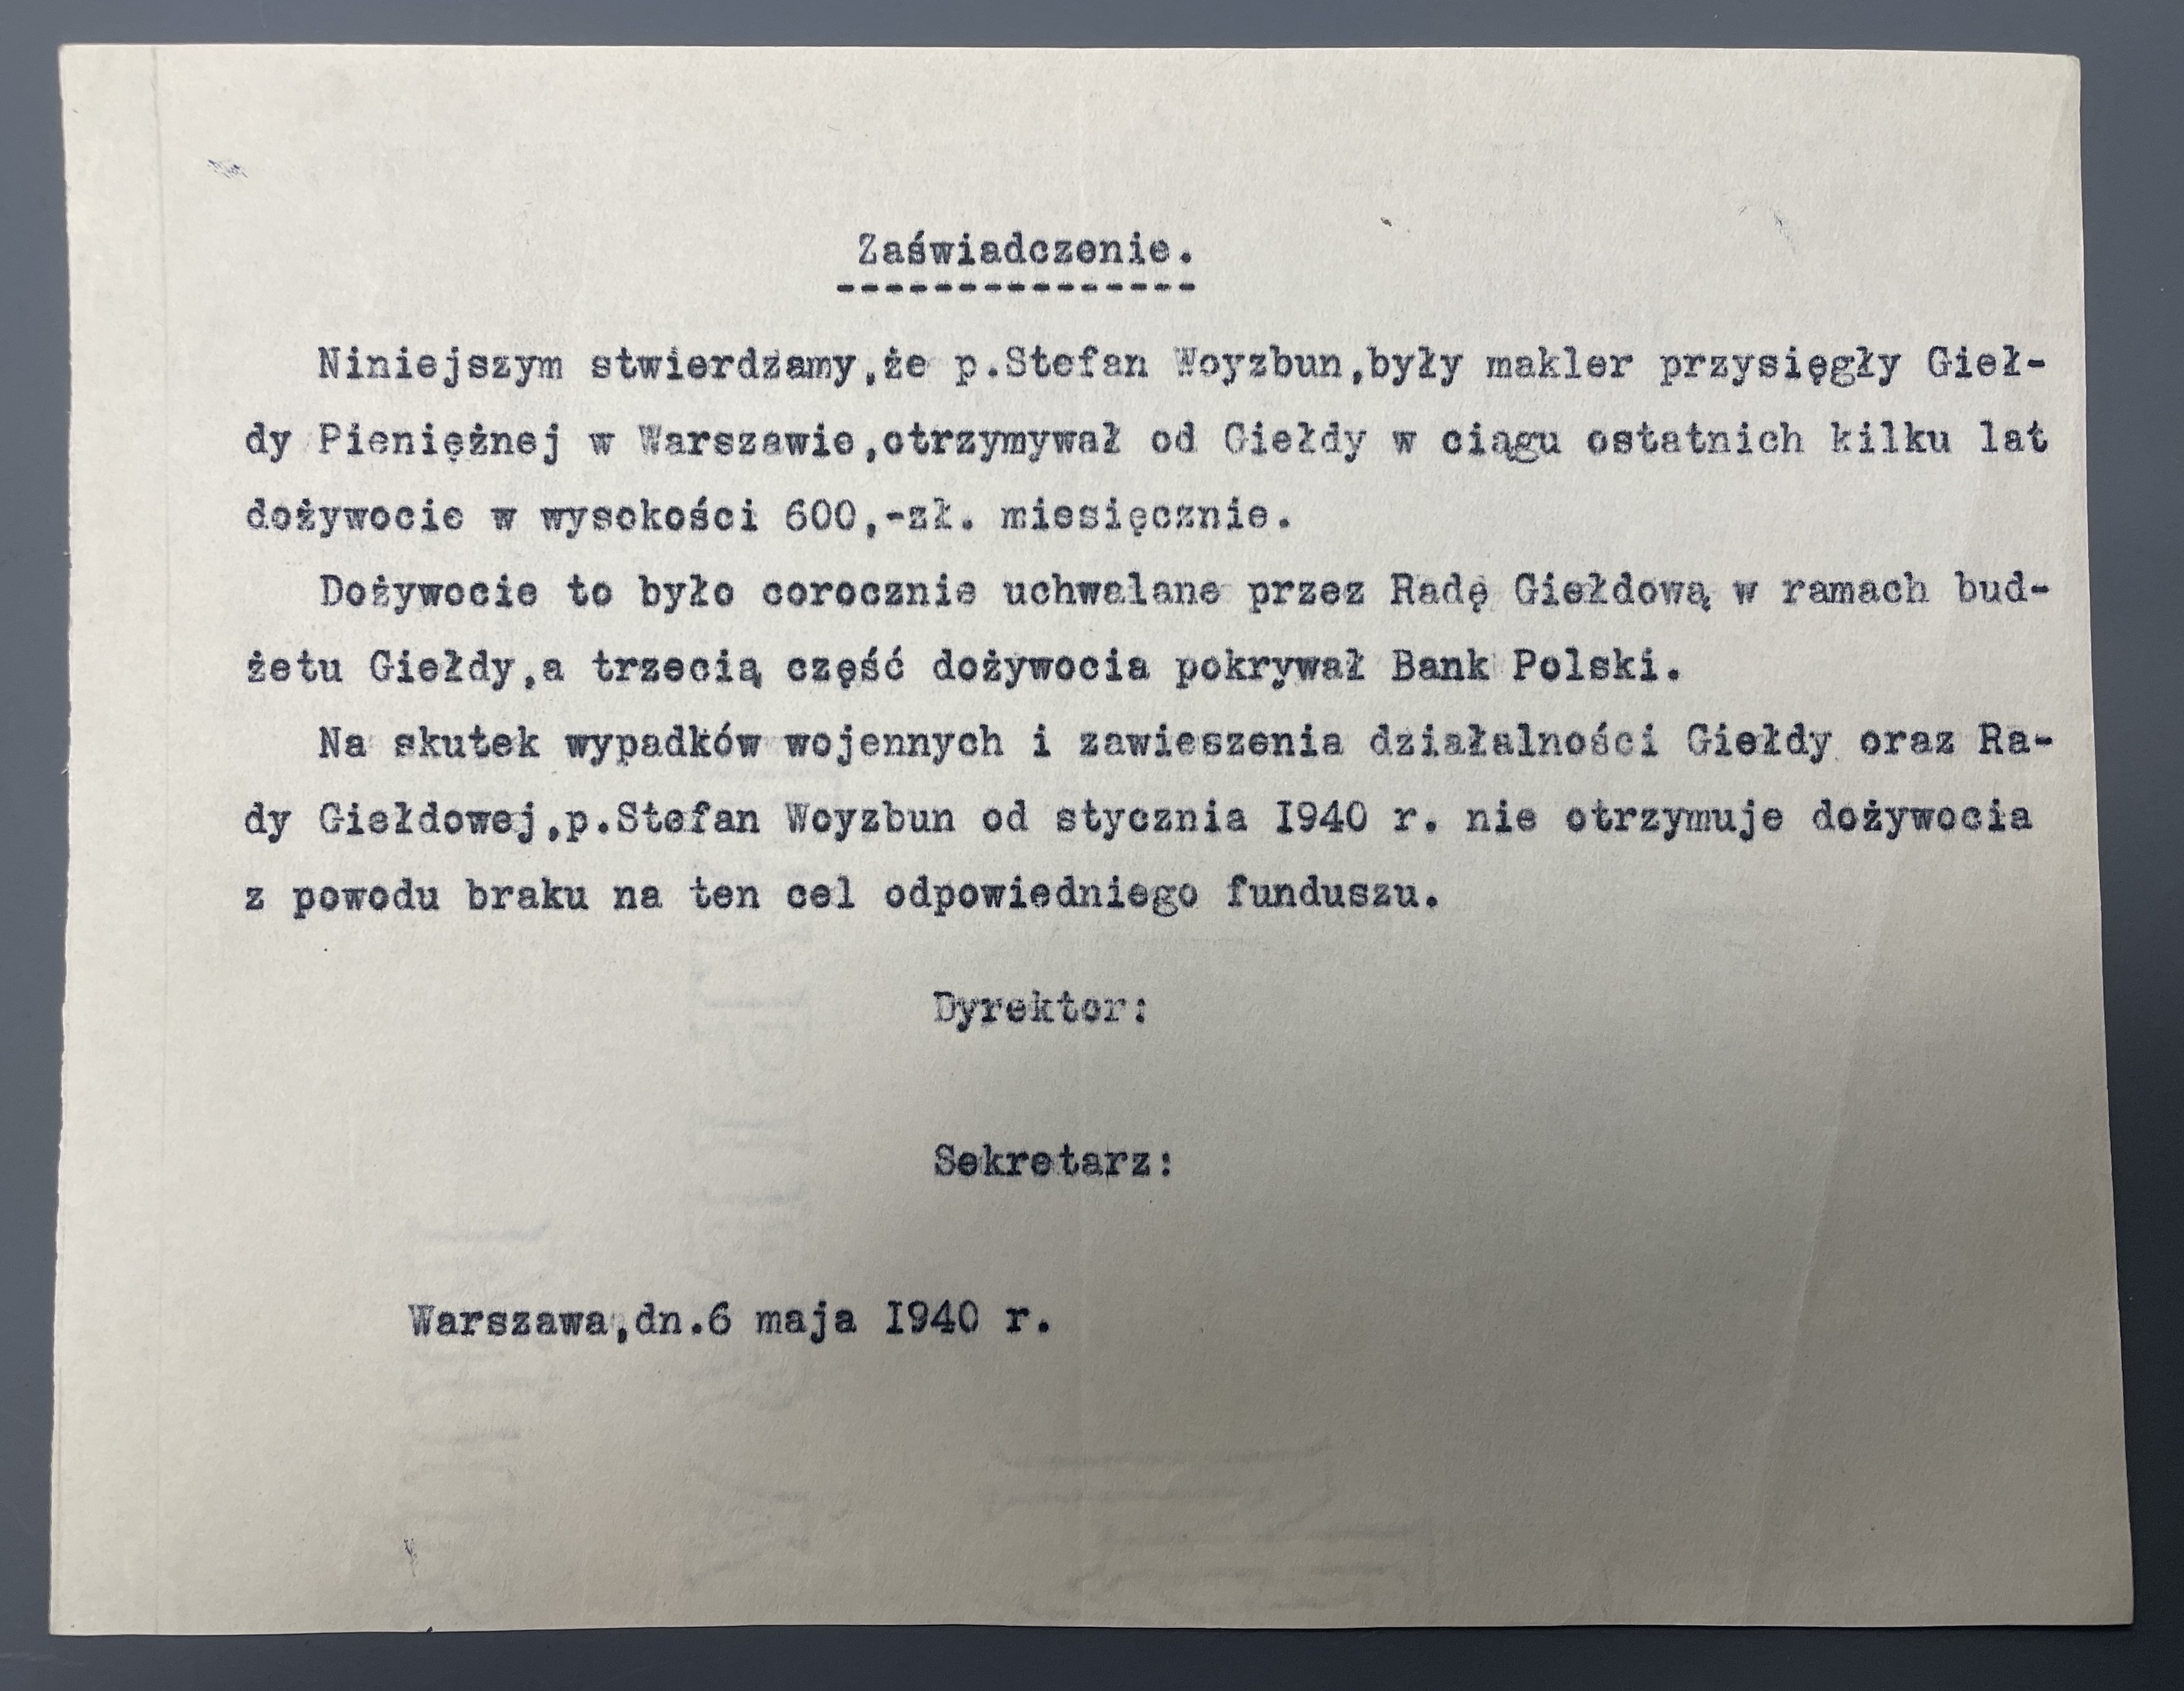 Zaświadczenie.
---------------
Niniejszym stwierdzamy,że p.Stefan Woyzbun,były makler przysięgły Gieł-
dy Pieniężnej w Warszawie,otrzymywał od Giełdy w ciągu ostatnich kilku lat
dożywocie w wysokości 600,-zł. miesięcznie.
Dożywocie to było corocznie uchwalane przez Radę Giełdową w ramach bud-
żetu Giełdy,a trzecią część dożywocia pokrywał Bank Polski.
Na skutek wypadków wojennych i zawieszenia działalności Giełdy oraz Ra-
dy Giełdowej,p.Stefan Woyzbun od stycznia I940 r. nie otrzymuje dożywocia
z powodu braku na ten cel odpowiedniego funduszu.
Dyrektor:
Sekretarz:
Warszawa,dn.6 maja I940 r.